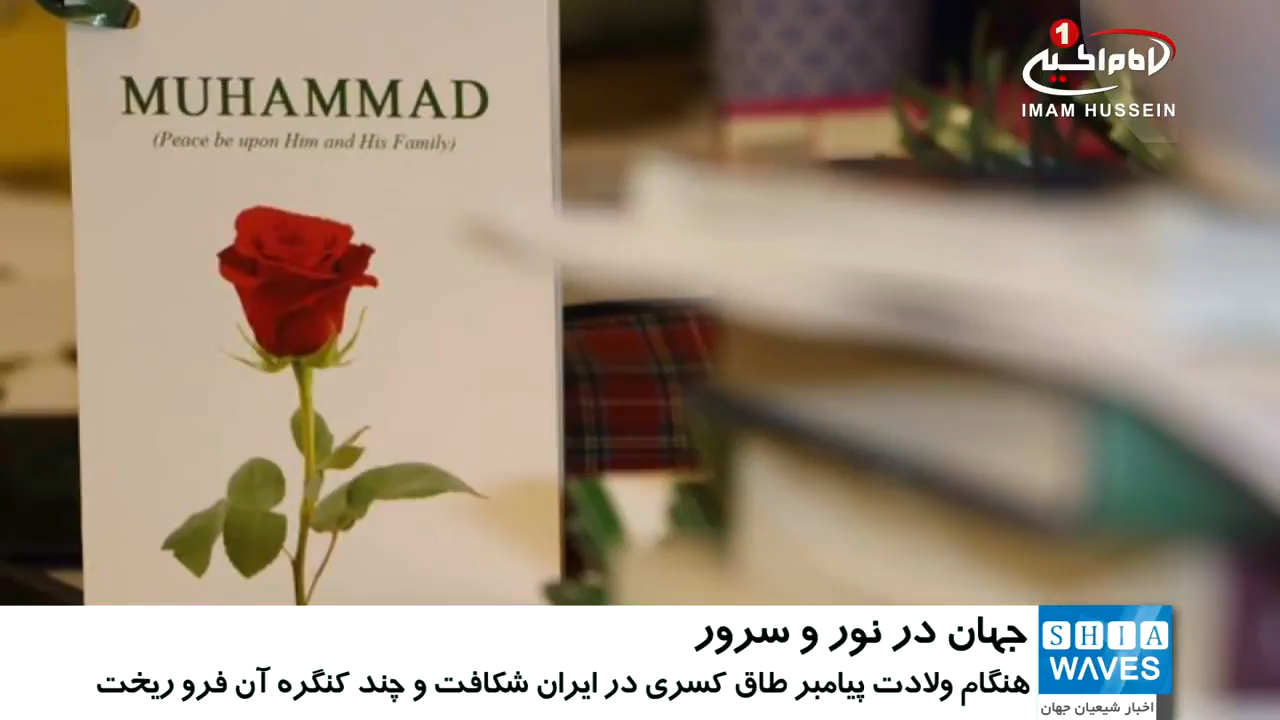 MUHAMMAD
(Peace be upon Him and His Family)
1
امام حسین
IMAM HUSSEIN
جهان در نور و سرور
هنگام ولادت پیامبر طاق کسری در ایران شکافت و چند کنگره آن فرو ریخت
SHIA
WAVES
اخبار شیعیان جهان